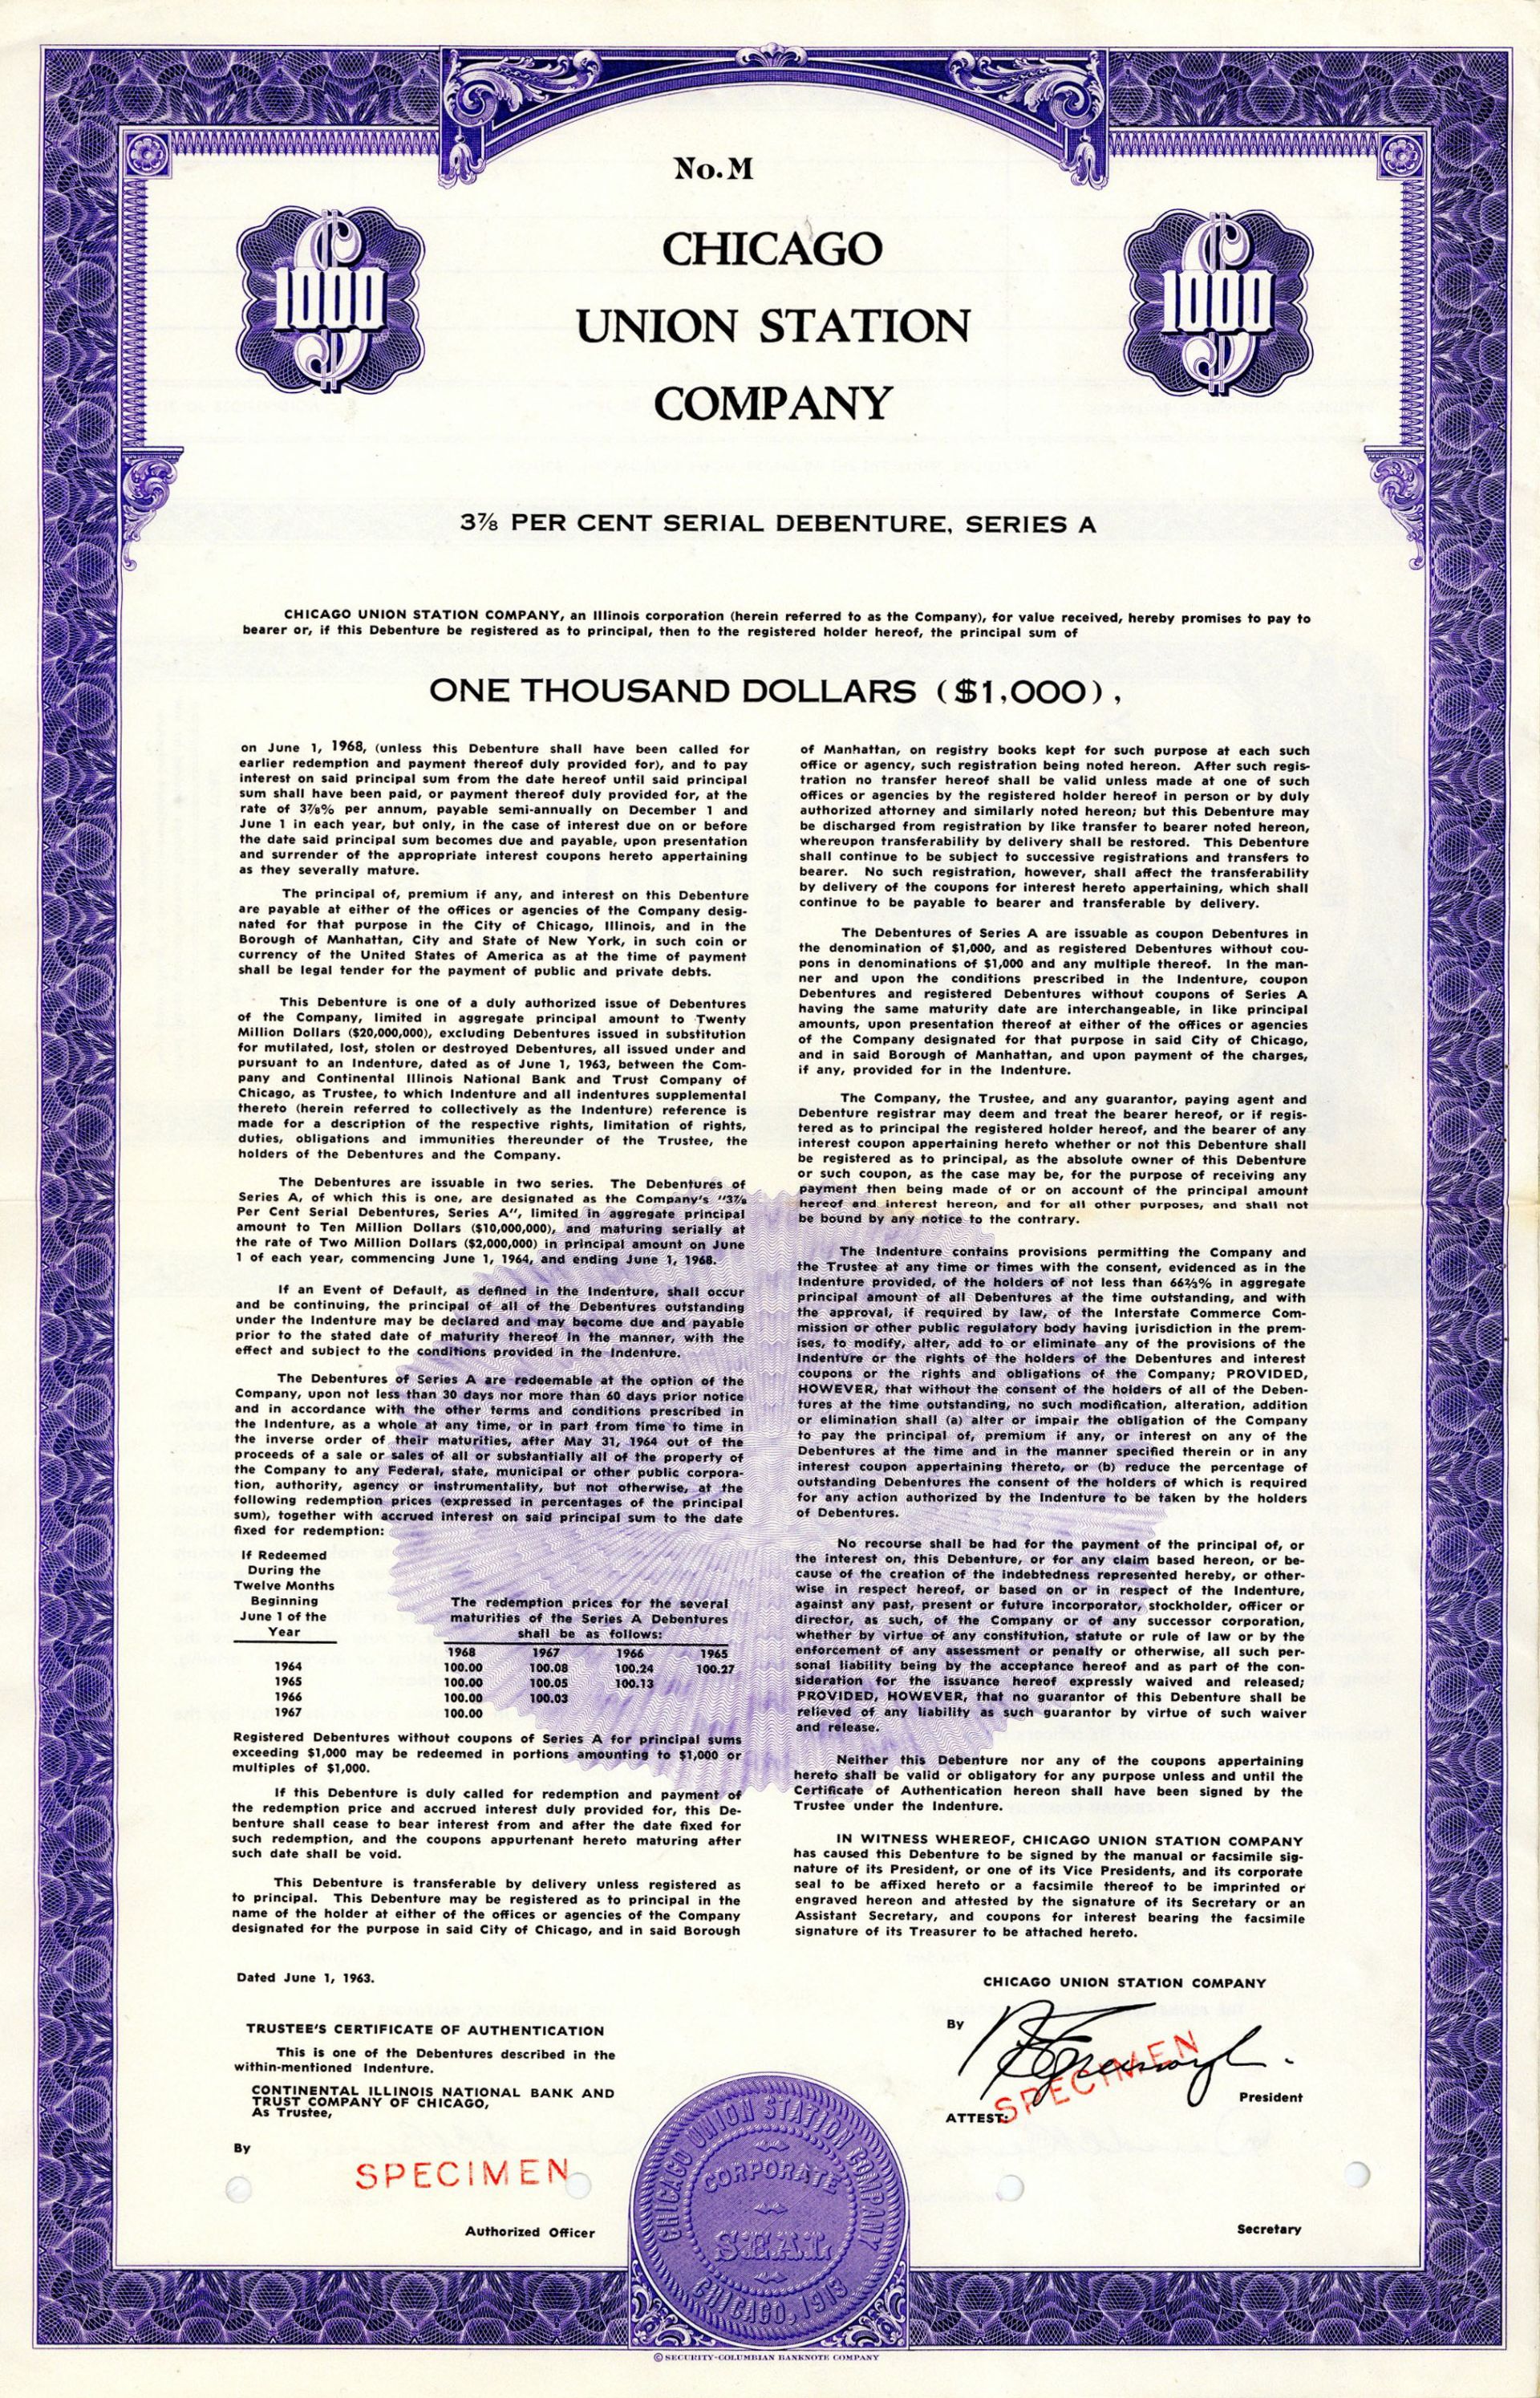 No. M
1000
1000
CHICAGO
UNION STATION
COMPANY
3⅞ PER CENT SERIAL DEBENTURE, SERIES A
CHICAGO UNION STATION COMPANY, an Illinois corporation (herein referred to as the Company), for value received, hereby promises to pay to
bearer or, if this Debenture be registered as to principal, then to the registered holder hereof, the principal sum of
ONE THOUSAND DOLLARS ($1,000),
on June 1, 1968, (unless this Debenture shall have been called for
earlier redemption and payment thereof duly provided for), and to pay
interest on said principal sum from the date hereof until said principal
sum shall have been paid, or payment thereof duly provided for, at the
rate of 3⅞% per annum, payable semi-annually on December 1 and
June 1 in each year, but only, in the case of interest due on or before
the date said principal sum becomes due and payable, upon presentation
and surrender of the appropriate interest coupons hereto appertaining
as they severally mature.
The principal of, premium if any, and interest on this Debenture
are payable at either of the offices or agencies of the Company desig-
nated for that purpose in the City of Chicago, Illinois, and in the
Borough of Manhattan, City and State of New York, in such coin or
currency of the United States of America as at the time of payment
shall be legal tender for the payment of public and private debts.
This Debenture is one of a duly authorized issue of Debentures
of the Company, limited in aggregate principal amount to Twenty
Million Dollars ($20,000,000), excluding Debentures issued in substitution
for mutilated, lost, stolen or destroyed Debentures, all issued under and
pursuant to an Indenture, dated as of June 1, 1963, between the Com-
pany and Continental Illinois National Bank and Trust Company of
Chicago, as Trustee, to which Indenture and all indentures supplemental
thereto (herein referred to collectively as the Indenture) reference is
made for a description of the respective rights, limitation of rights,
duties, obligations and immunities thereunder of the Trustee, the
holders of the Debentures and the Company.
The Debentures are issuable in two series. The Debentures of
Series A, of which this is one, are designated as the Company's "3⅞
Per Cent Serial Debentures, Series A", limited in aggregate principal
amount to Ten Million Dollars ($10,000,000), and maturing serially at
the rate of Two Million Dollars ($2,000,000) in principal amount on June
1 of each year, commencing June 1, 1964, and ending June 1, 1968.
If an Event of Default, as defined in the Indenture, shall occur
and be continuing, the principal of all of the Debentures outstanding
under the Indenture may be declared and may become due and payable
prior to the stated date of maturity thereof in the manner, with the
effect and subject to the conditions provided in the Indenture.
The Debentures of Series A are redeemable at the option of the
Company, upon not less than 30 days nor more than 60 days prior notice
and in accordance with the other terms and conditions prescribed in
the Indenture, as a whole at any time, or in part from time to time in
the inverse order of their maturities, after May 31, 1964 out of the
proceeds of a sale or sales of all or substantially all of the property of
the Company to any Federal, state, municipal or other public corpora-
tion, authority, agency or instrumentality, but not otherwise, at the
following redemption prices (expressed in percentages of the principal
sum), together with accrued interest on said principal sum to the date
fixed for redemption:
If Redeemed
During the
Twelve Months
Beginning
June 1 of the
Year
The redemption prices for the several
maturities of the Series A Debentures
shall be as follows:
1968 1967 1966 1965
1964 100.00 100.08 100.24 100.27
1965 100.00 100.05 100.13
1966 100.00 100.03
1967 100.00
Registered Debentures without coupons of Series A for principal sums
exceeding $1,000 may be redeemed in portions amounting to $1,000 or
multiples of $1,000.
If this Debenture is duly called for redemption and payment of
the redemption price and accrued interest duly provided for, this De-
benture shall cease to bear interest from and after the date fixed for
such redemption, and the coupons appurtenant hereto maturing after
such date shall be void.
This Debenture is transferable by delivery unless registered as
to principal. This Debenture may be registered as to principal in the
name of the holder at either of the offices or agencies of the Company
designated for the purpose in said City of Chicago, and in said Borough
of Manhattan, on registry books kept for such purpose at each such
office or agency, such registration being noted hereon. After such regis-
tration no transfer hereof shall be valid unless made at one of such
offices or agencies by the registered holder hereof in person or by duly
authorized attorney and similarly noted hereon; but this Debenture may
be discharged from registration by like transfer to bearer noted hereon,
whereupon transferability by delivery shall be restored. This Debenture
shall continue to be subject to successive registrations and transfers to
bearer. No such registration, however, shall affect the transferability
by delivery of the coupons for interest hereto appertaining, which shall
continue to be payable to bearer and transferable by delivery.
The Debentures of Series A are issuable as coupon Debentures in
the denomination of $1,000, and as registered Debentures without cou-
pons in denominations of $1,000 and any multiple thereof. In the man-
ner and upon the conditions prescribed in the Indenture, coupon
Debentures and registered Debentures without coupons of Series A
having the same maturity date are interchangeable, in like principal
amounts, upon presentation thereof at either of the offices or agencies
of the Company designated for that purpose in said City of Chicago,
and in said Borough of Manhattan, and upon payment of the charges,
if any, provided for in the Indenture.
The Company, the Trustee, and any guarantor, paying agent and
Debenture registrar may deem and treat the bearer hereof, or if regis-
tered as to principal the registered holder hereof, and the bearer of any
interest coupon appertaining hereto whether or not this Debenture shall
be registered as to principal, as the absolute owner of this Debenture
or such coupon, as the case may be, for the purpose of receiving any
payment then being made of or on account of the principal amount
hereof and interest hereon, and for all other purposes, and shall not
be bound by any notice to the contrary.
The Indenture contains provisions permitting the Company and
the Trustee at any time or times with the consent, evidenced as in the
Indenture provided, of the holders of not less than 66⅔% in aggregate
principal amount of all Debentures at the time outstanding, and with
the approval, if required by law, of the Interstate Commerce Com-
mission or other public regulatory body having jurisdiction in the prem-
ises, to modify, alter, add to or eliminate any of the provisions of the
Indenture or the rights of the holders of the Debentures and interest
coupons or the rights and obligations of the Company; PROVIDED,
HOWEVER, that without the consent of the holders of all of the Deben-
tures at the time outstanding, no such modification, alteration, addition
or elimination shall (a) alter or impair the obligation of the Company
to pay the principal of, premium if any, or interest on any of the
Debentures at the time and in the manner specified therein or in any
interest coupon appertaining thereto, or (b) reduce the percentage of
outstanding Debentures the consent of the holders of which is required
for any action authorized by the Indenture to be taken by the holders
of Debentures.
No recourse shall be had for the payment of the principal of, or
the interest on, this Debenture, or for any claim based hereon, or be-
cause of the creation of the indebtedness represented hereby, or other-
wise in respect hereof, or based on or in respect of the Indenture,
against any past, present or future incorporator, stockholder, officer or
director, as such, of the Company or of any successor corporation,
whether by virtue of any constitution, statute or rule of law or by the
enforcement of any assessment or penalty or otherwise, all such per-
sonal liability being by the acceptance hereof and as part of the con-
sideration for the issuance hereof expressly waived and released;
PROVIDED, HOWEVER, that no guarantor of this Debenture shall be
relieved of any liability as such guarantor by virtue of such waiver
and release.
Neither this Debenture nor any of the coupons appertaining
hereto shall be valid or obligatory for any purpose unless and until the
Certificate of Authentication hereon shall have been signed by the
Trustee under the Indenture.
IN WITNESS WHEREOF, CHICAGO UNION STATION COMPANY
has caused this Debenture to be signed by the manual or facsimile sig-
nature of its President, or one of its Vice Presidents, and its corporate
seal to be affixed hereto or a facsimile thereof to be imprinted or
engraved hereon and attested by the signature of its Secretary or an
Assistant Secretary, and coupons for interest bearing the facsimile
signature of its Treasurer to be attached hereto.
Dated June 1, 1963.
TRUSTEE'S CERTIFICATE OF AUTHENTICATION
This is one of the Debentures described in the
within-mentioned Indenture.
CONTINENTAL ILLINOIS NATIONAL BANK AND
TRUST COMPANY OF CHICAGO,
As Trustee,
By
SPECIMEN
Authorized Officer
CHICAGO UNION STATION COMPANY
By
SPECIMEN
President
ATTEST:
Secretary
CHICAGO UNION STATION COMPANY
CORPORATE
SEAL
CHICAGO, 1913
© SECURITY-COLUMBIAN BANKNOTE COMPANY